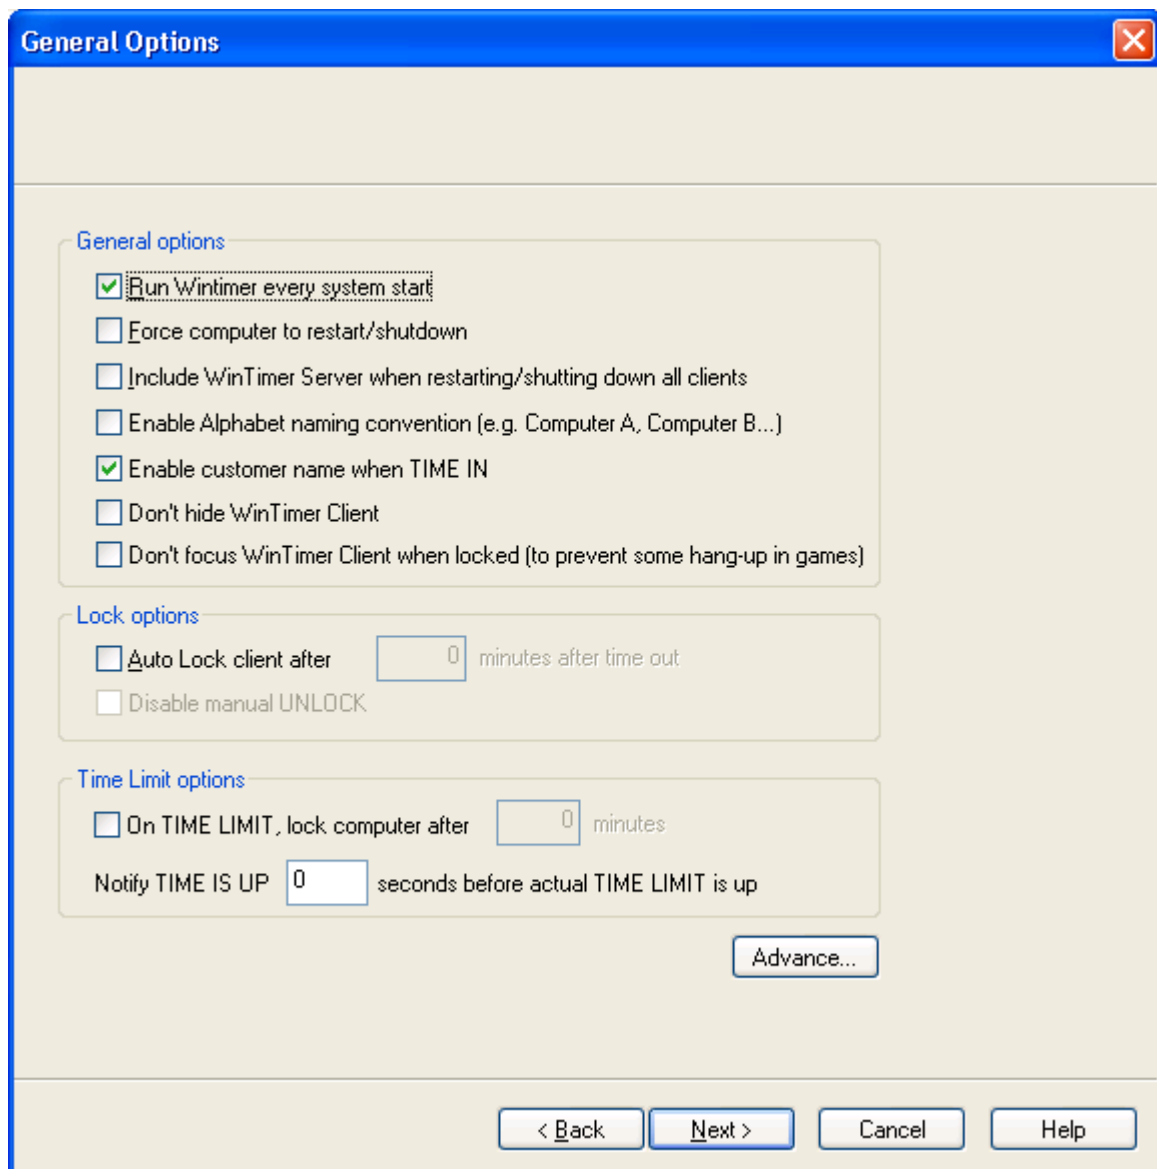 General Options
General options
Run Wintimer every system start
Force computer to restart/shutdown
Include WinTimer Server when restarting/shutting down all clients
Enable Alphabet naming convention (e.g. Computer A, Computer B...)
Enable customer name when TIME IN
Don't hide WinTimer Client
Don't focus WinTimer Client when locked (to prevent some hang-up in games)
Lock options
Auto Lock client after 0 minutes after time out
Disable manual UNLOCK
Time Limit options
On TIME LIMIT, lock computer after 0 minutes
Notify TIME IS UP 0 seconds before actual TIME LIMIT is up
Advance...
< Back Next > Cancel Help